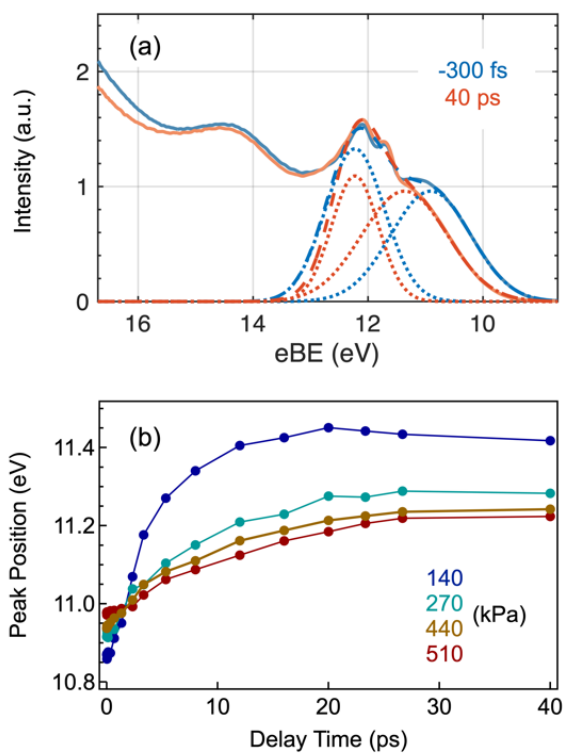 (a)
-300 fs
40 ps
Intensity (a.u.)
2
1
0
16
14
12
10
eBE (eV)
(b)
Peak Position (eV)
11.4
11.2
11.0
10.8
140
270
440
510
(kPa)
0
10
20
30
40
Delay Time (ps)